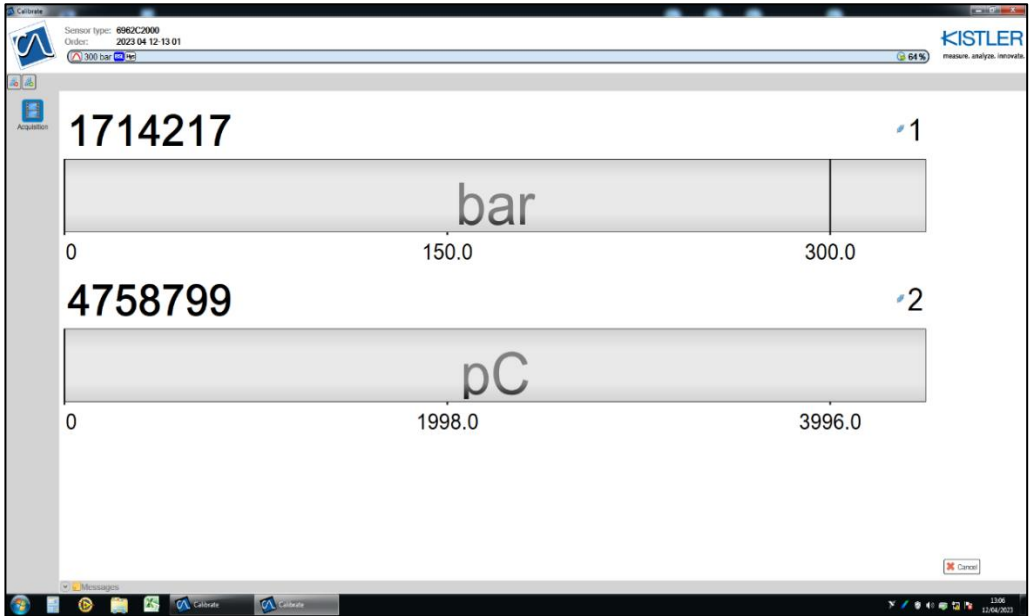 Calibrate
Sensor type: 6962C2000
Order: 2023 04 12-13 01
300 bar
64 %
KISTLER
measure. analyze. innovate.
Acquisition
1714217
1
bar
0 150.0 300.0
4758799
2
pC
0 1998.0 3996.0
Cancel
Messages
Calibrate
Calibrate
13:06
12/04/2023